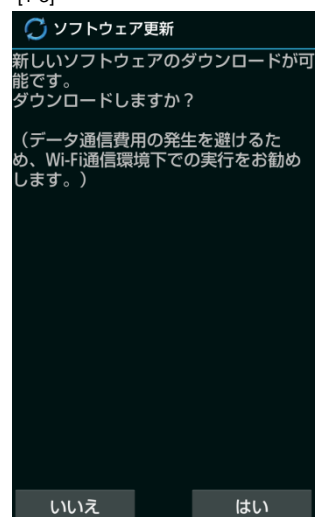 ソフトウェア更新
新しいソフトウェアのダウンロードが可
能です。
ダウンロードしますか？
（データ通信費用の発生を避けるた
め、Wi-Fi通信環境下での実行をお勧め
します。）
いいえ
はい